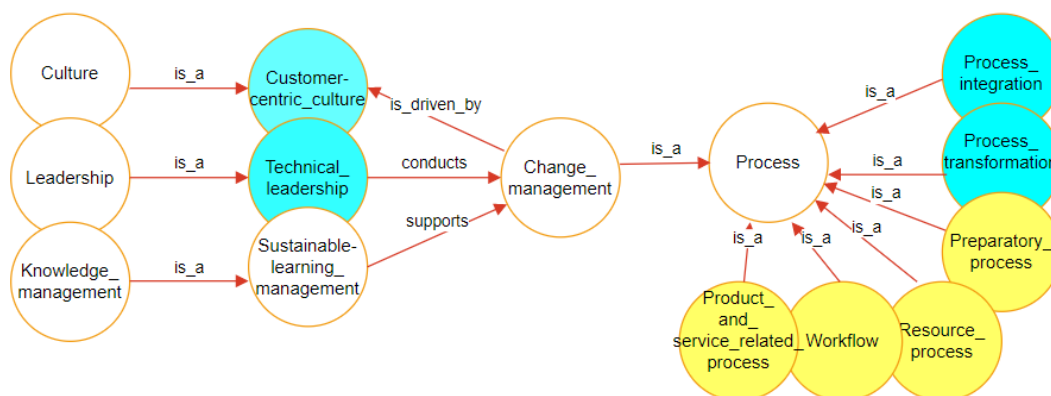 Culture
is_a
Customer-
centric_culture
is_driven_by
Leadership
is_a
Technical_
leadership
conducts
Change_
management
is_a
Process
Knowledge_
management
is_a
Sustainable-
learning_
management
supports
is_a
Process_
integration
is_a
Process_
transformation
is_a
Preparatory_
process
is_a
Resource_
process
is_a
Workflow
is_a
Product_
and_
service_related_
process